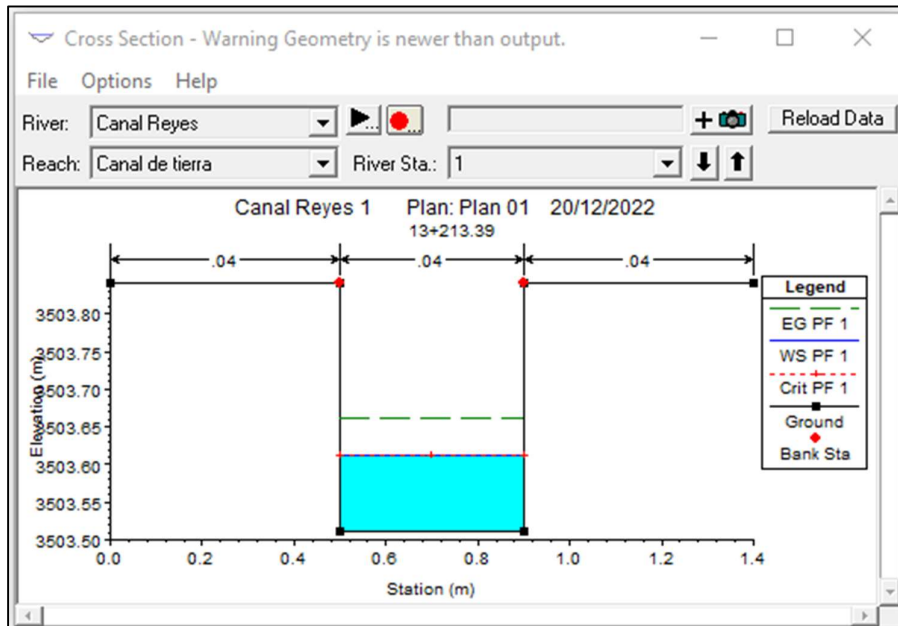 Cross Section - Warning Geometry is newer than output.
File Options Help
River: Canal Reyes ... ... Reload Data
Reach: Canal de tierra River Sta.: 1
Canal Reyes 1 Plan: Plan 01 20/12/2022
13+213.39
.04 .04 .04
Legend
EG PF 1
WS PF 1
Crit PF 1
Ground
Bank Sta
Elevation (m)
3503.80
3503.75
3503.70
3503.65
3503.60
3503.55
3503.50
0.0 0.2 0.4 0.6 0.8 1.0 1.2 1.4
Station (m)